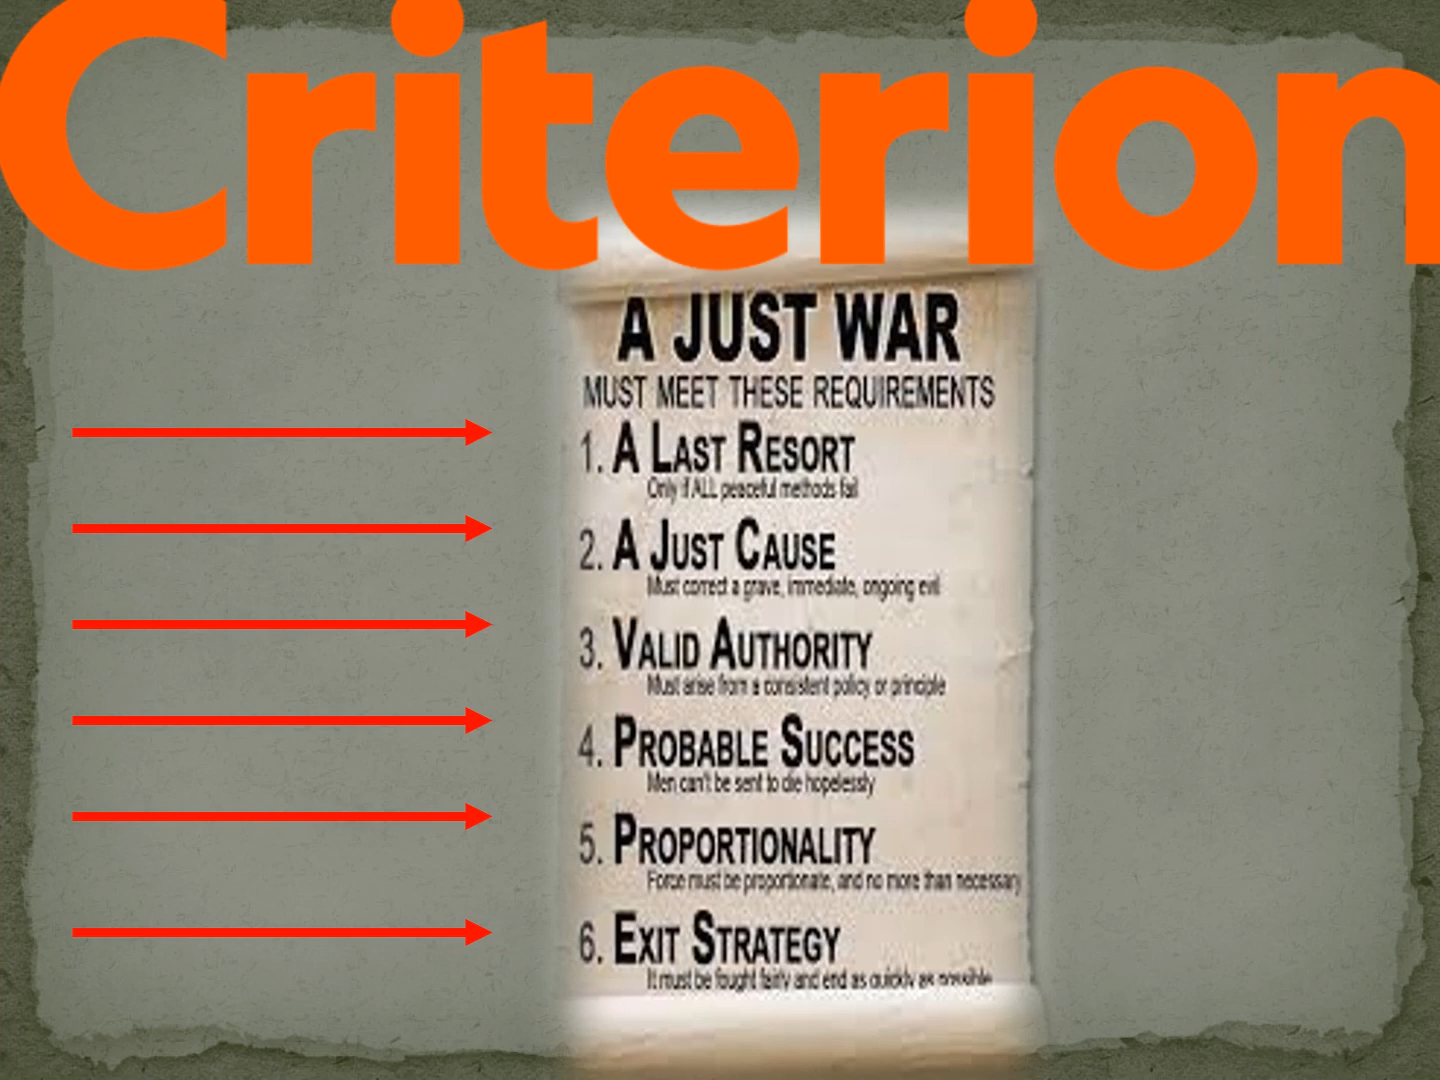 Criterion
A JUST WAR
MUST MEET THESE REQUIREMENTS
1. A LAST RESORT
Only if ALL peaceful methods fail
2. A JUST CAUSE
Must correct a grave, immediate, ongoing evil
3. VALID AUTHORITY
Must arise from a consistent policy or principle
4. PROBABLE SUCCESS
Men can't be sent to die hopelessly
5. PROPORTIONALITY
Force must be proportionate, and no more than necessary
6. EXIT STRATEGY
It must be fought fairly and end as quickly as possible